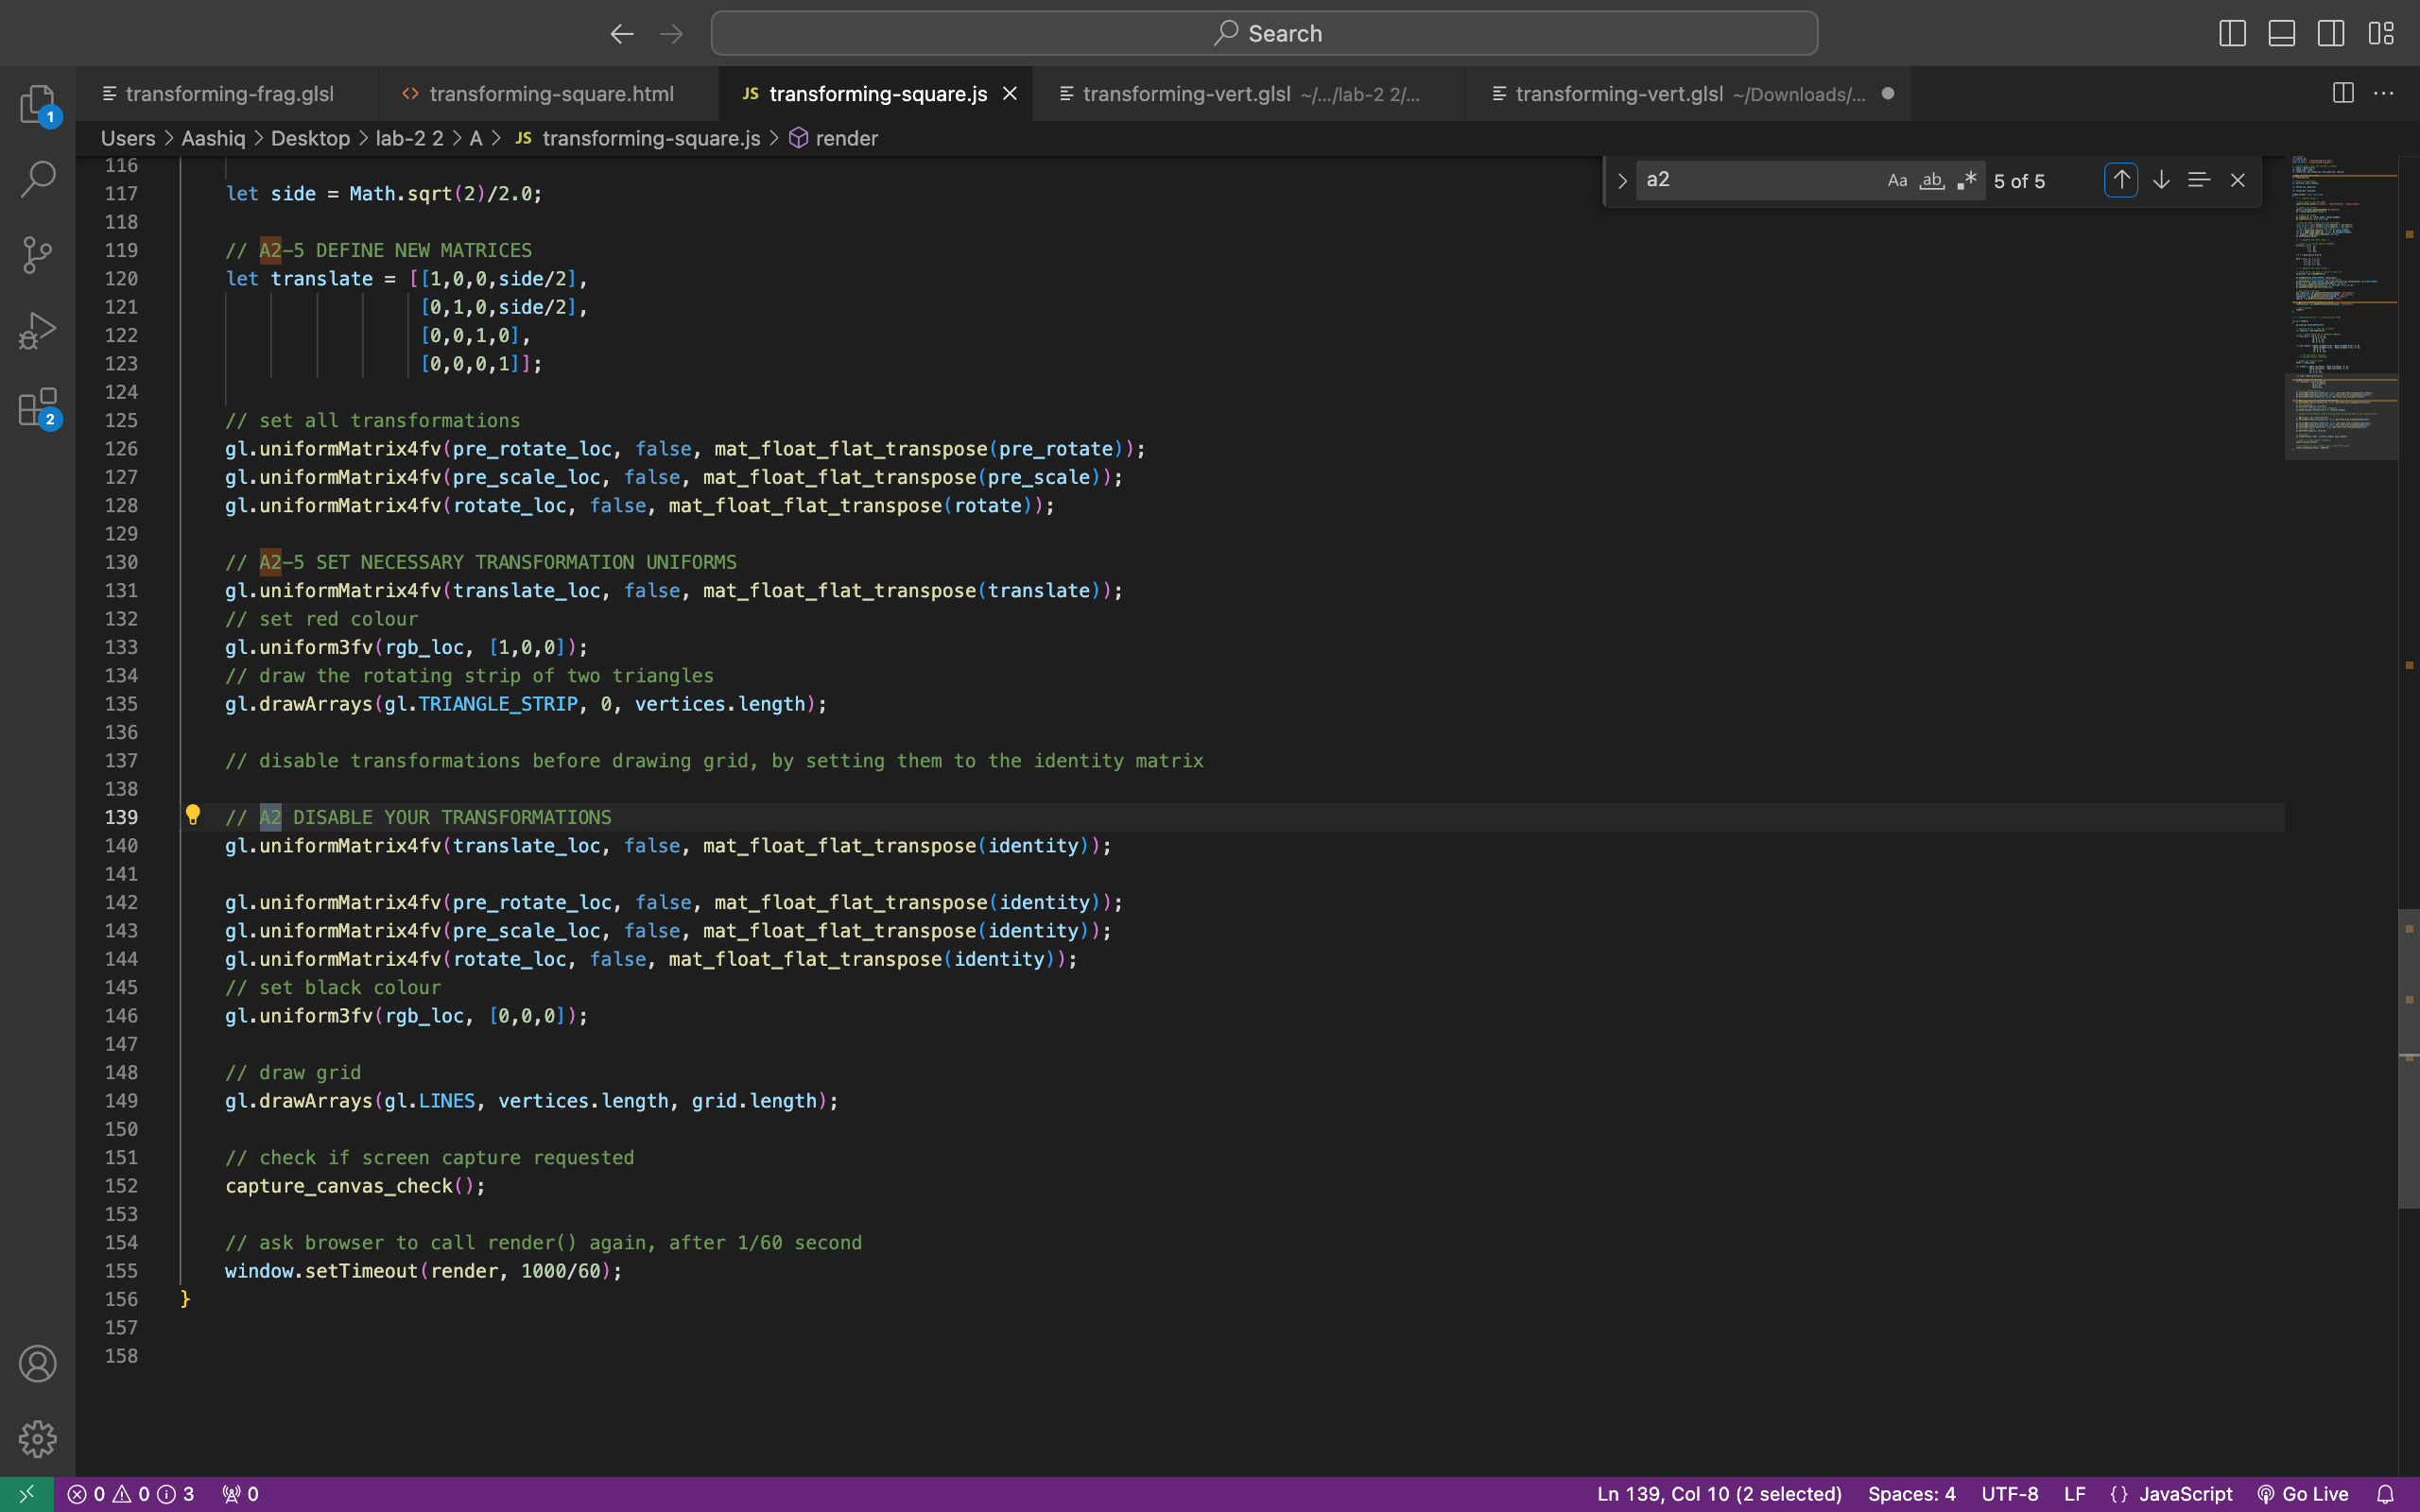 Search
transforming-frag.glsl
transforming-square.html
JS transforming-square.js
transforming-vert.glsl ~/.../lab-2 2/...
transforming-vert.glsl ~/Downloads/...
1
2
Users > Aashiq > Desktop > lab-2 2 > A > JS transforming-square.js > render
a2
Aa ab .*
5 of 5
116
117 let side = Math.sqrt(2)/2.0;
118
119 // A2-5 DEFINE NEW MATRICES
120 let translate = [[1,0,0,side/2],
121 [0,1,0,side/2],
122 [0,0,1,0],
123 [0,0,0,1]];
124
125 // set all transformations
126 gl.uniformMatrix4fv(pre_rotate_loc, false, mat_float_flat_transpose(pre_rotate));
127 gl.uniformMatrix4fv(pre_scale_loc, false, mat_float_flat_transpose(pre_scale));
128 gl.uniformMatrix4fv(rotate_loc, false, mat_float_flat_transpose(rotate));
129
130 // A2-5 SET NECESSARY TRANSFORMATION UNIFORMS
131 gl.uniformMatrix4fv(translate_loc, false, mat_float_flat_transpose(translate));
132 // set red colour
133 gl.uniform3fv(rgb_loc, [1,0,0]);
134 // draw the rotating strip of two triangles
135 gl.drawArrays(gl.TRIANGLE_STRIP, 0, vertices.length);
136
137 // disable transformations before drawing grid, by setting them to the identity matrix
138
139 // A2 DISABLE YOUR TRANSFORMATIONS
140 gl.uniformMatrix4fv(translate_loc, false, mat_float_flat_transpose(identity));
141
142 gl.uniformMatrix4fv(pre_rotate_loc, false, mat_float_flat_transpose(identity));
143 gl.uniformMatrix4fv(pre_scale_loc, false, mat_float_flat_transpose(identity));
144 gl.uniformMatrix4fv(rotate_loc, false, mat_float_flat_transpose(identity));
145 // set black colour
146 gl.uniform3fv(rgb_loc, [0,0,0]);
147
148 // draw grid
149 gl.drawArrays(gl.LINES, vertices.length, grid.length);
150
151 // check if screen capture requested
152 capture_canvas_check();
153
154 // ask browser to call render() again, after 1/60 second
155 window.setTimeout(render, 1000/60);
156 }
157
158
0 0 3 0
Ln 139, Col 10 (2 selected) Spaces: 4 UTF-8 LF {} JavaScript Go Live